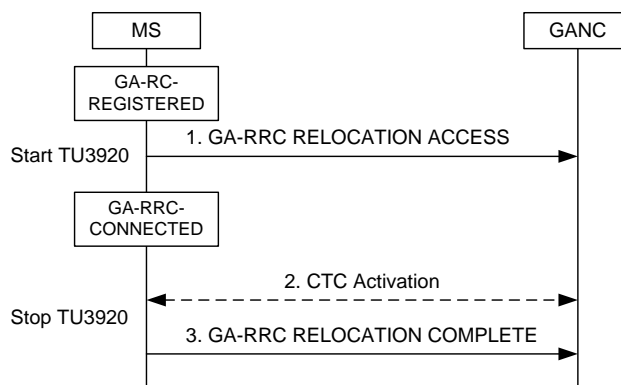 MS
GANC
GA-RC-
REGISTERED
1. GA-RRC RELOCATION ACCESS
Start TU3920
GA-RRC-
CONNECTED
2. CTC Activation
Stop TU3920
3. GA-RRC RELOCATION COMPLETE